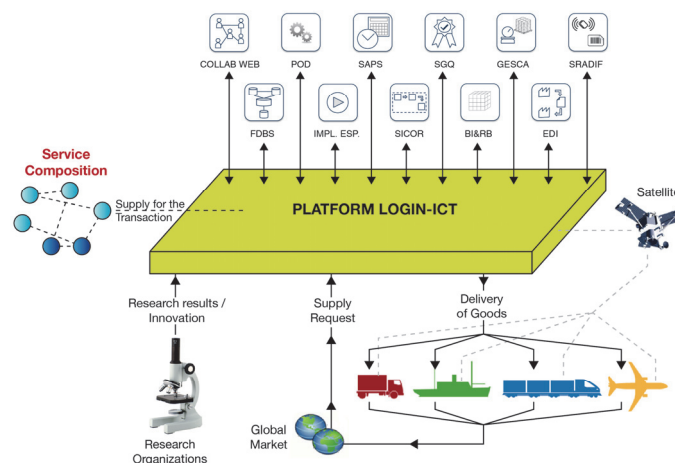 COLLAB WEB
POD
SAPS
SGQ
GESCA
SRADIF
FDBS
IMPL. ESP.
SICOR
BI&RB
EDI
Service
Composition
Supply for the
Transaction
PLATFORM LOGIN-ICT
Satellite
Research results /
Innovation
Supply
Request
Delivery
of Goods
Global
Market
Research
Organizations